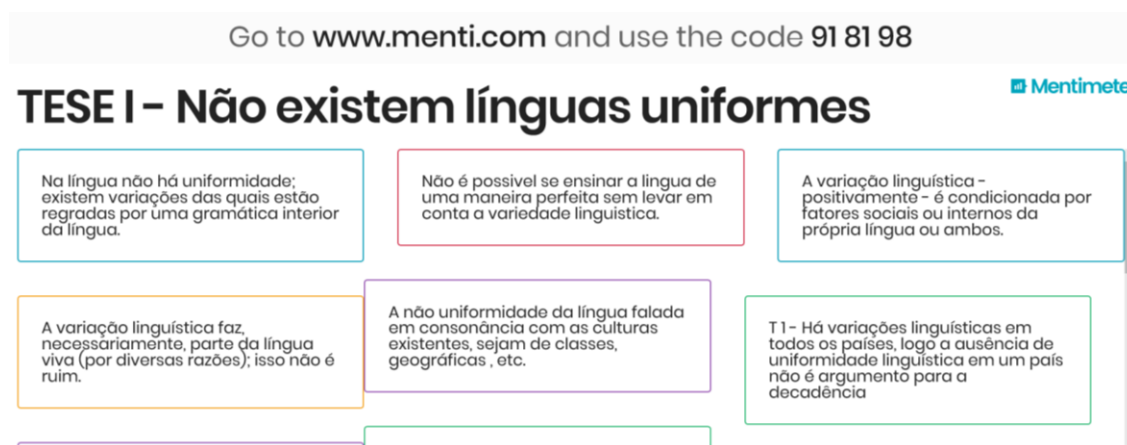 Go to www.menti.com and use the code 91 81 98
Mentimete
TESE I - Não existem línguas uniformes
Na língua não há uniformidade;
existem variações das quais estão
regradas por uma gramática interior
da língua.
Não é possivel se ensinar a lingua de
uma maneira perfeita sem levar em
conta a variedade linguistica.
A variação linguística -
positivamente - é condicionada por
fatores sociais ou internos da
própria língua ou ambos.
A variação linguística faz,
necessariamente, parte da língua
viva (por diversas razões); isso não é
ruim.
A não uniformidade da língua falada
em consonância com as culturas
existentes, sejam de classes,
geográficas , etc.
T 1 - Há variações linguísticas em
todos os países, logo a ausência de
uniformidade linguística em um país
não é argumento para a
decadência